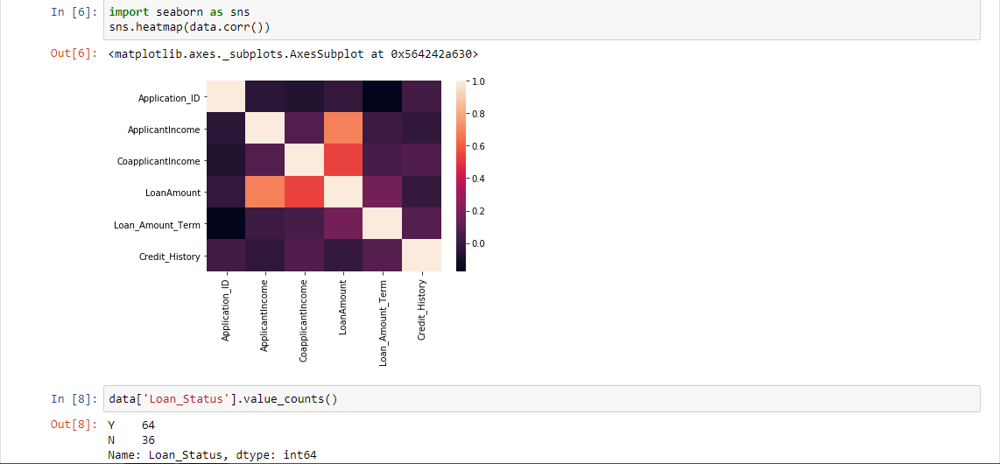 In [6]: import seaborn as sns
sns.heatmap(data.corr())
Out[6]: <matplotlib.axes._subplots.AxesSubplot at 0x564242a630>
1.0
Application_ID
0.8
ApplicantIncome
0.6
CoapplicantIncome
0.4
LoanAmount
0.2
Loan_Amount_Term
0.0
Credit_History
Application_ID
ApplicantIncome
CoapplicantIncome
LoanAmount
Loan_Amount_Term
Credit_History
In [8]: data['Loan_Status'].value_counts()
Out[8]: Y 64
N 36
Name: Loan_Status, dtype: int64